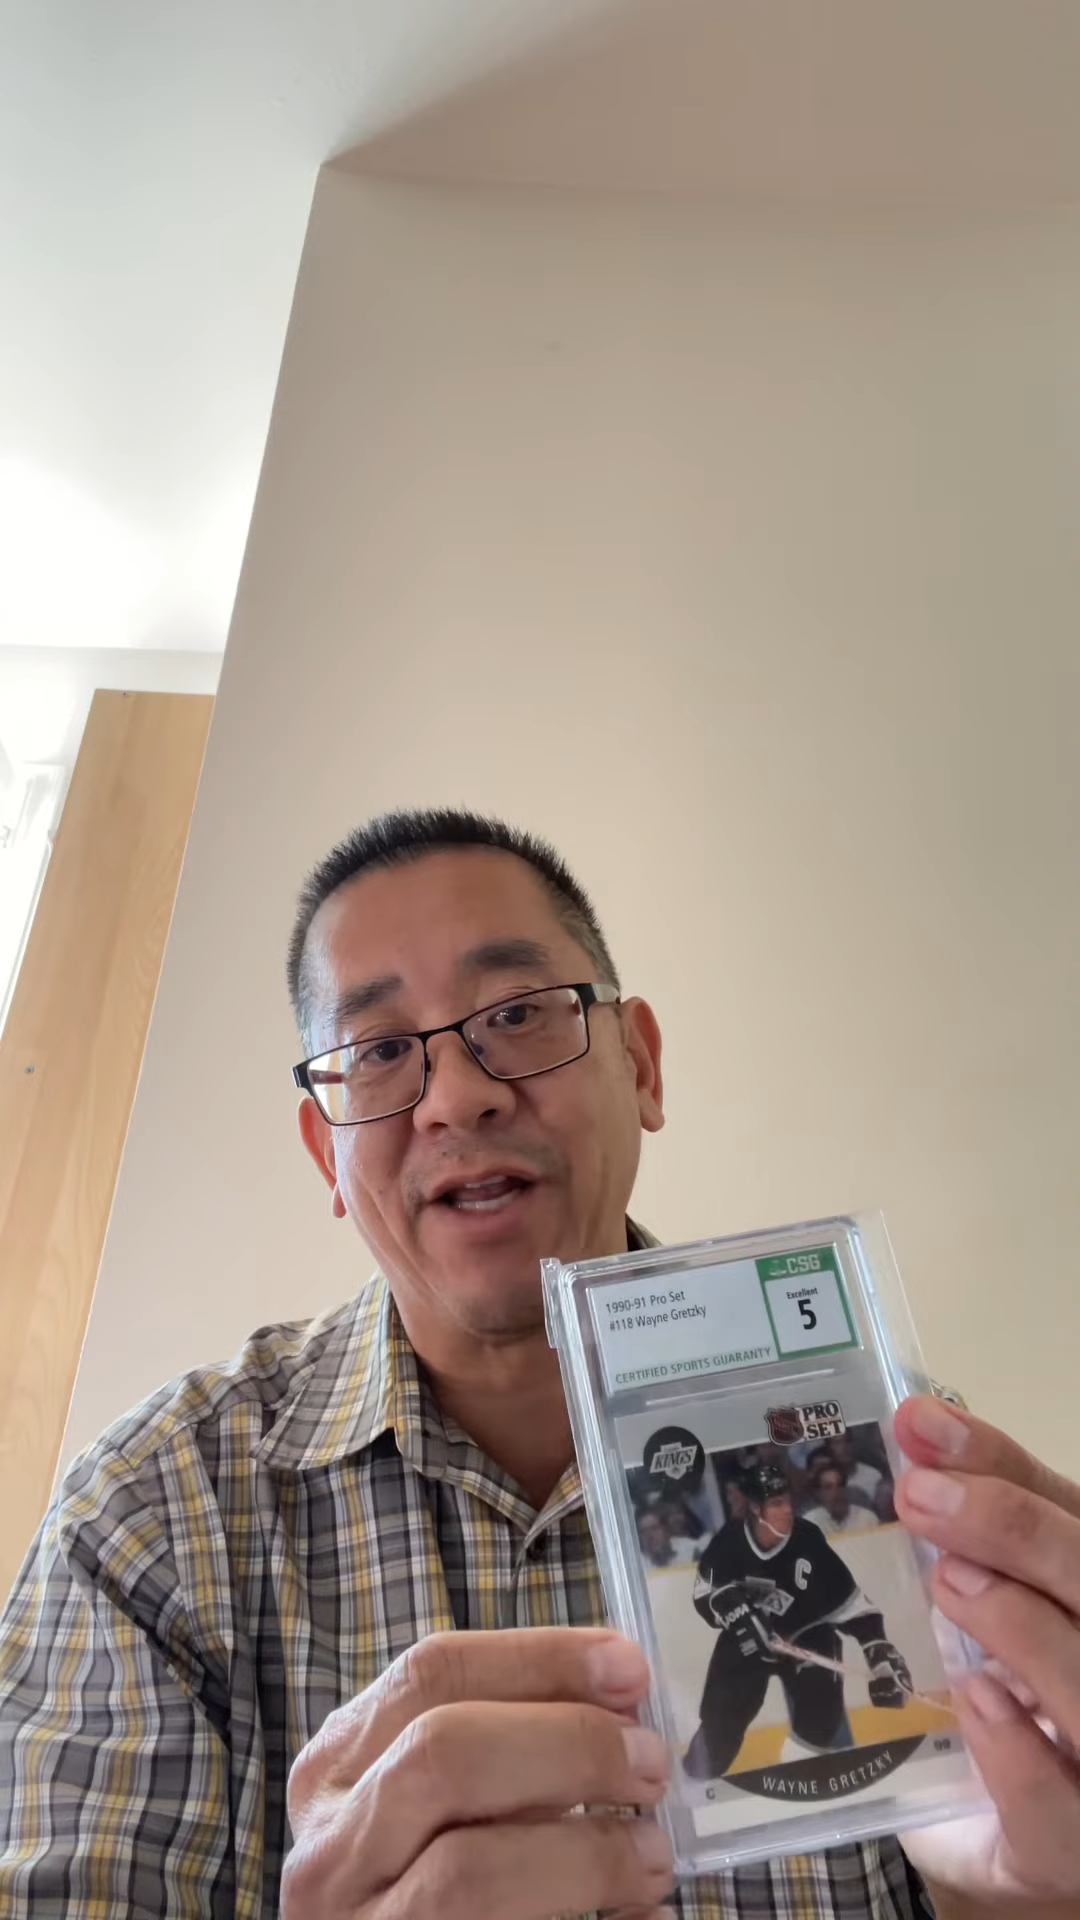 CSG
1990-91 Pro Set
#118 Wayne Gretzky
Excellent
5
CERTIFIED SPORTS GUARANTY
PRO
SET
KINGS
C
C
WAYNE GRETZKY
99